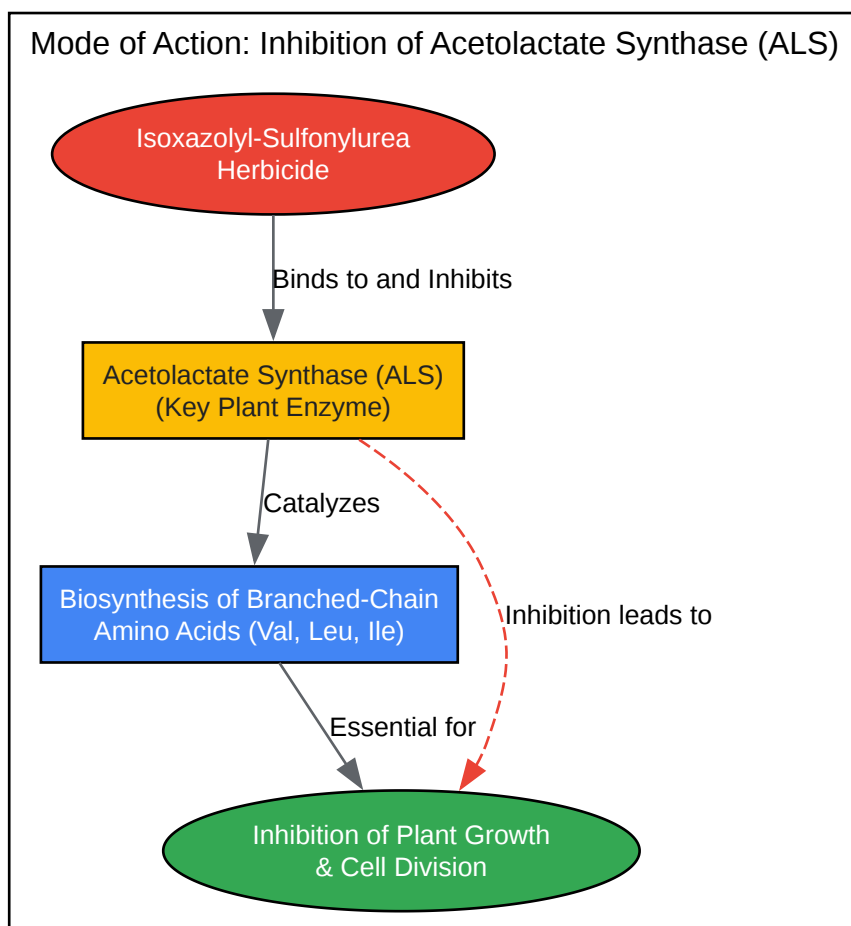 Mode of Action: Inhibition of Acetolactate Synthase (ALS)
Isoxazolyl-Sulfonylurea
Herbicide
Binds to and Inhibits
Acetolactate Synthase (ALS)
(Key Plant Enzyme)
Catalyzes
Biosynthesis of Branched-Chain
Amino Acids (Val, Leu, Ile)
Inhibition leads to
Essential for
Inhibition of Plant Growth
& Cell Division